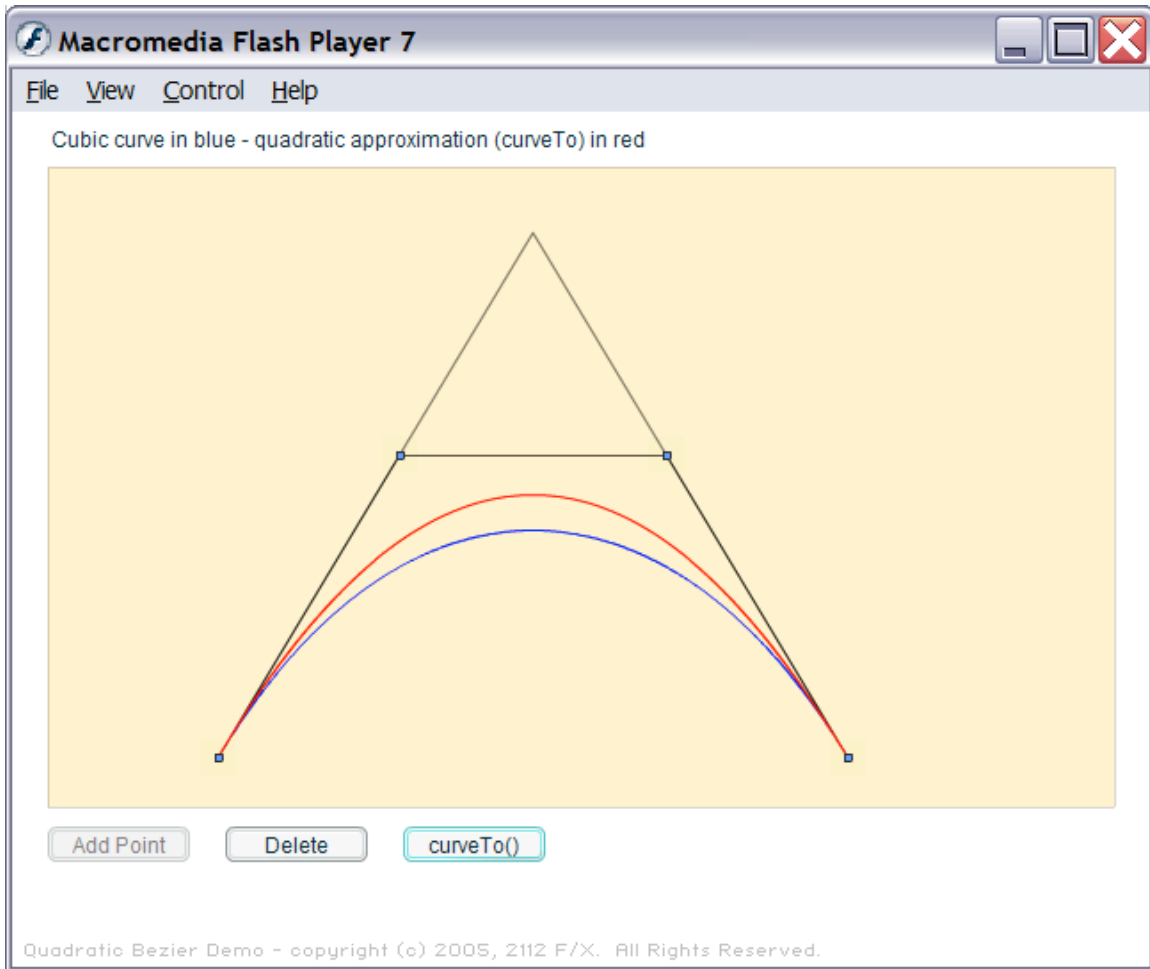 Macromedia Flash Player 7
File View Control Help
Cubic curve in blue - quadratic approximation (curveTo) in red
Add Point Delete curveTo()
Quadratic Bezier Demo - copyright (c) 2005, 2112 F/X. All Rights Reserved.